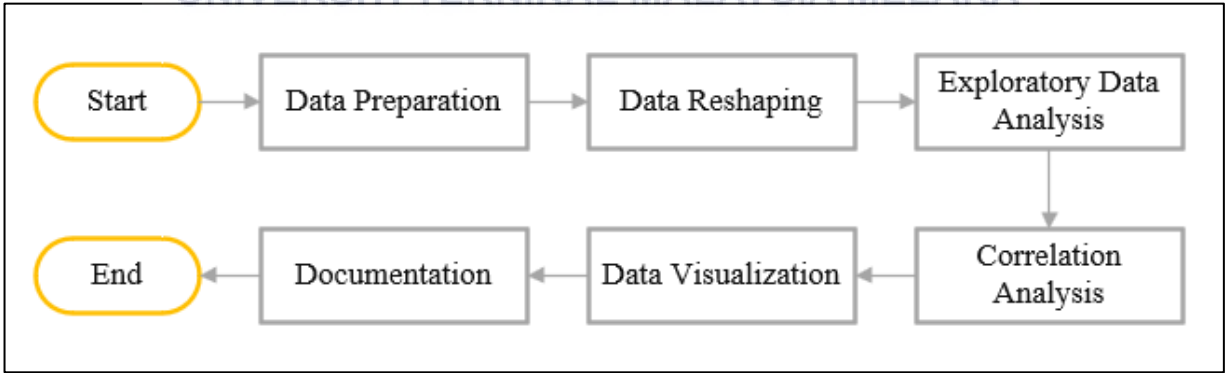 Start
Data Preparation
Data Reshaping
Exploratory Data
Analysis
Correlation
Analysis
Data Visualization
Documentation
End